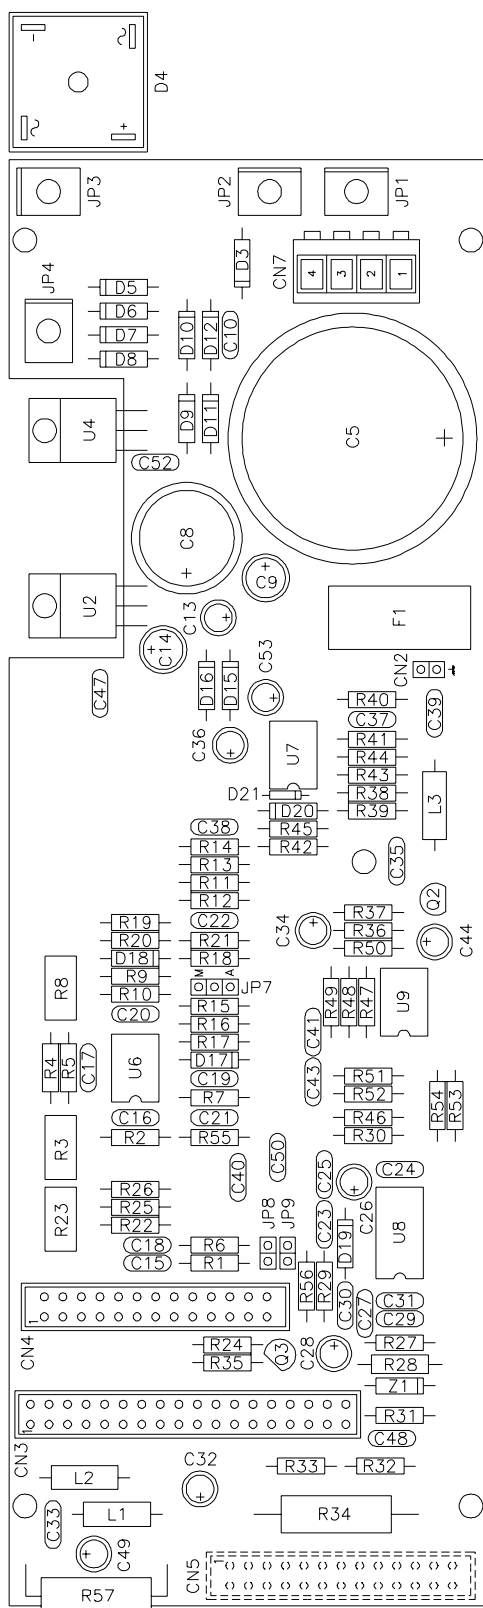 ~
-
D4
~
+
JP3
JP2
JP1
D3
CN7
4
3
2
1
JP4
D5
D6
D7
D8
D10
D12
C10
D9
D11
U4
C5
+
C52
C8
+
+
C9
U2
C13
+
F1
+
C14
CN2
C53
C47
D16
D15
+
R40
C39
C37
C36
+
U7
R41
R44
R43
D21
R38
L3
D20
R39
C38
R45
R14
R42
R13
C35
R11
R12
Q2
R19
C22
C34
+
R37
R20
R21
R36
+
C44
D18
R18
R50
R9
M
A
R8
R10
JP7
R49
R48
R47
U9
C20
R15
R16
C41
R17
R4
R5
C17
U6
D17
C19
C43
R51
R7
R52
R54
R53
C16
C21
R46
R3
R2
R55
R30
C50
C40
C25
C24
R26
+
R23
R25
JP8
JP9
C26
R22
C23
C18
R6
D19
U8
C15
R1
R56
R29
C30
C27
C31
1
C29
CN4
R24
Q3
C28
+
R27
R35
R28
Z1
1
R31
CN3
C48
C32
R33
R32
L2
+
C33
L1
R34
+
C49
CN5
1
R57